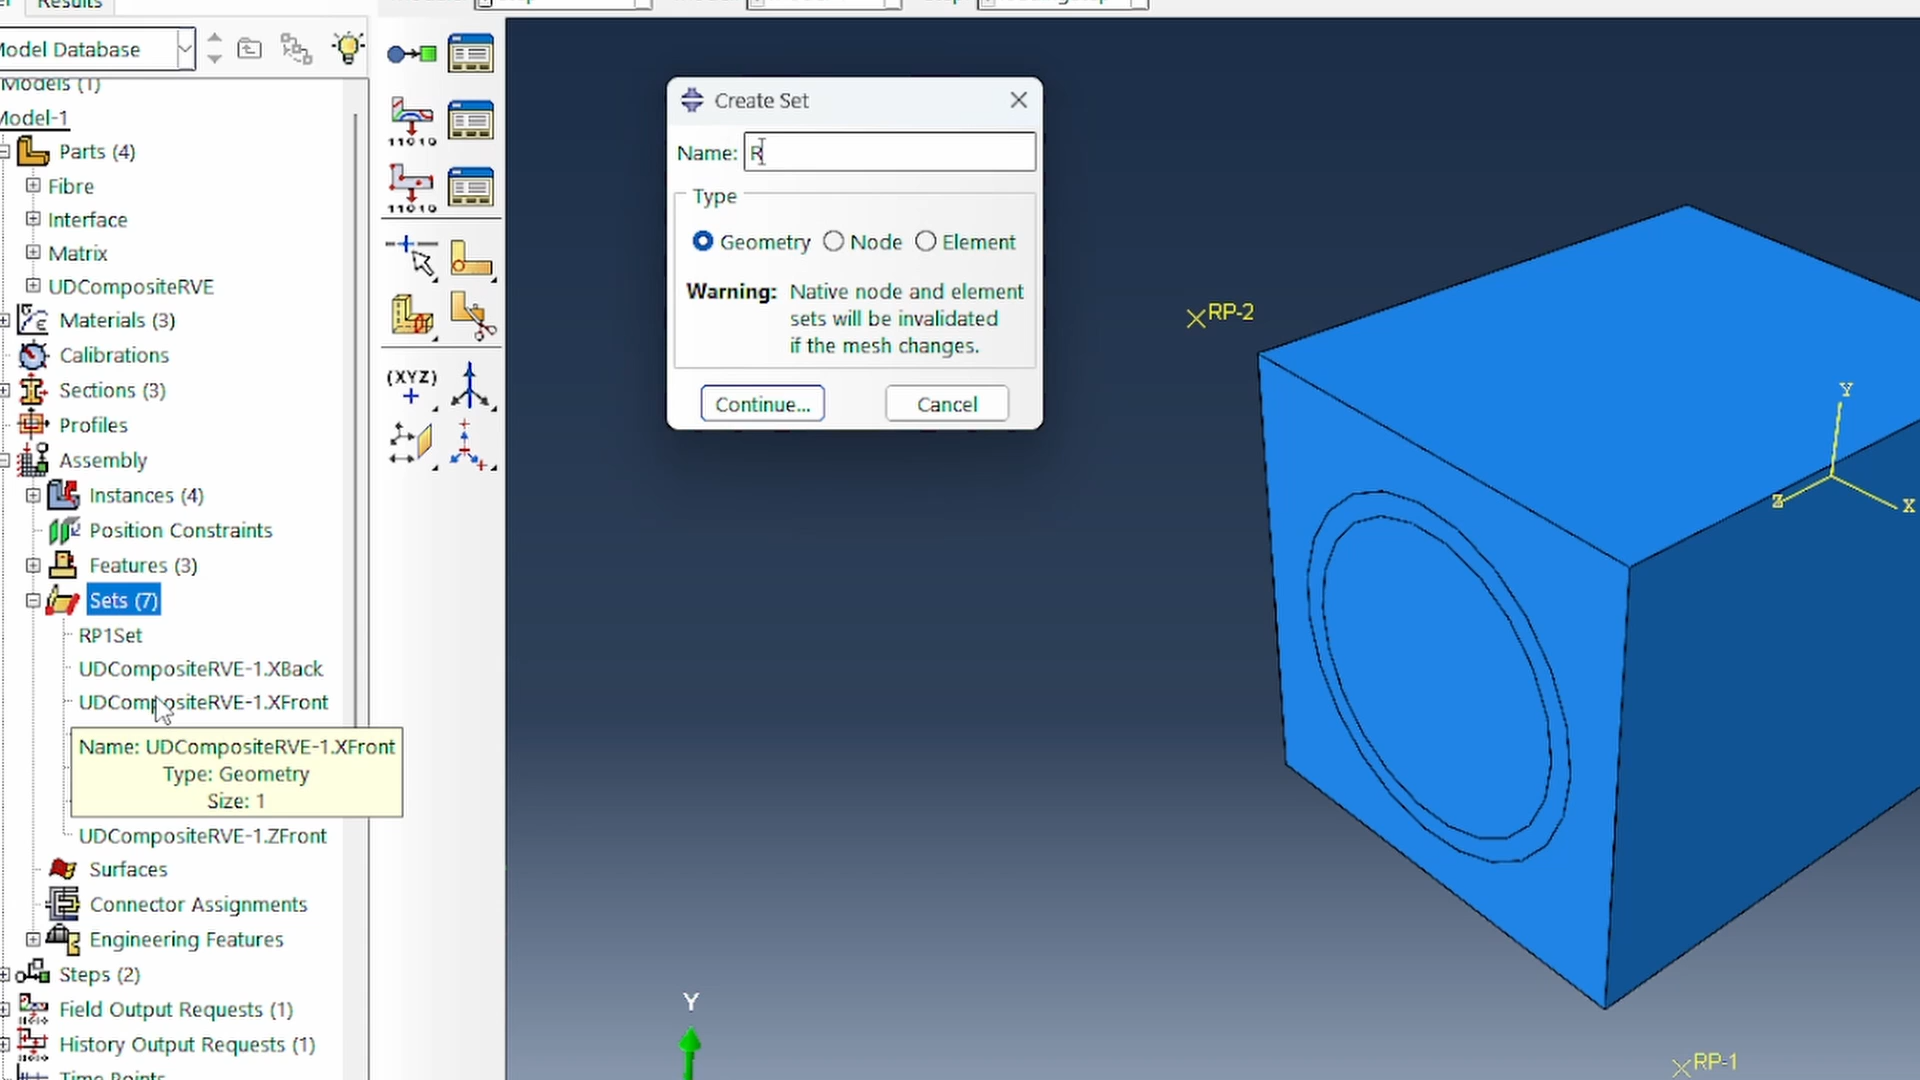 Results
Model Database
Models (1)
Model-1
Parts (4)
Fibre
Interface
Matrix
UDCompositeRVE
Materials (3)
Calibrations
Sections (3)
Profiles
Assembly
Instances (4)
Position Constraints
Features (3)
Sets (7)
RP1Set
UDCompositeRVE-1.XBack
UDCompositeRVE-1.XFront
Name: UDCompositeRVE-1.XFront
Type: Geometry
Size: 1
UDCompositeRVE-1.ZFront
Surfaces
Connector Assignments
Engineering Features
Steps (2)
Field Output Requests (1)
History Output Requests (1)
Time Points
11010
11010
(XYZ)
Create Set
Name: R
Type
Geometry Node Element
Warning: Native node and element
sets will be invalidated
if the mesh changes.
Continue... Cancel
RP-2
Y
Z
X
Y
RP-1